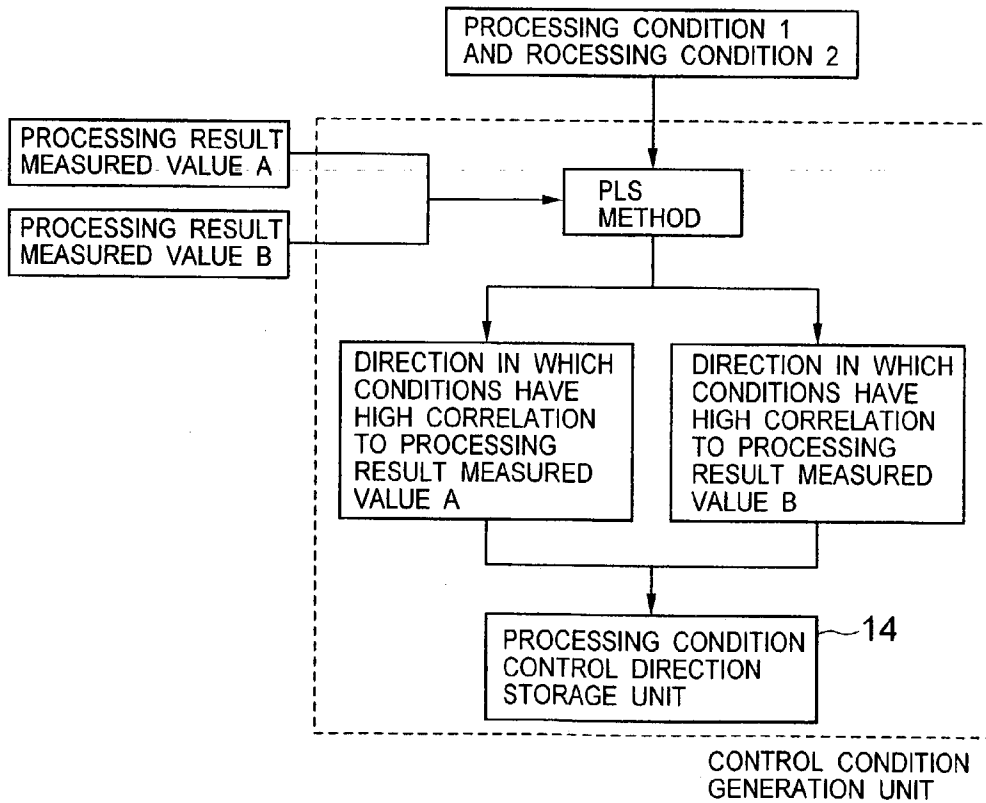 PROCESSING CONDITION 1
AND ROCESSING CONDITION 2
PROCESSING RESULT
MEASURED VALUE A
PROCESSING RESULT
MEASURED VALUE B
PLS
METHOD
DIRECTION IN WHICH
CONDITIONS HAVE
HIGH CORRELATION
TO PROCESSING
RESULT MEASURED
VALUE A
DIRECTION IN WHICH
CONDITIONS HAVE
HIGH CORRELATION
TO PROCESSING
RESULT MEASURED
VALUE B
PROCESSING CONDITION
CONTROL DIRECTION
STORAGE UNIT
14
CONTROL CONDITION
GENERATION UNIT